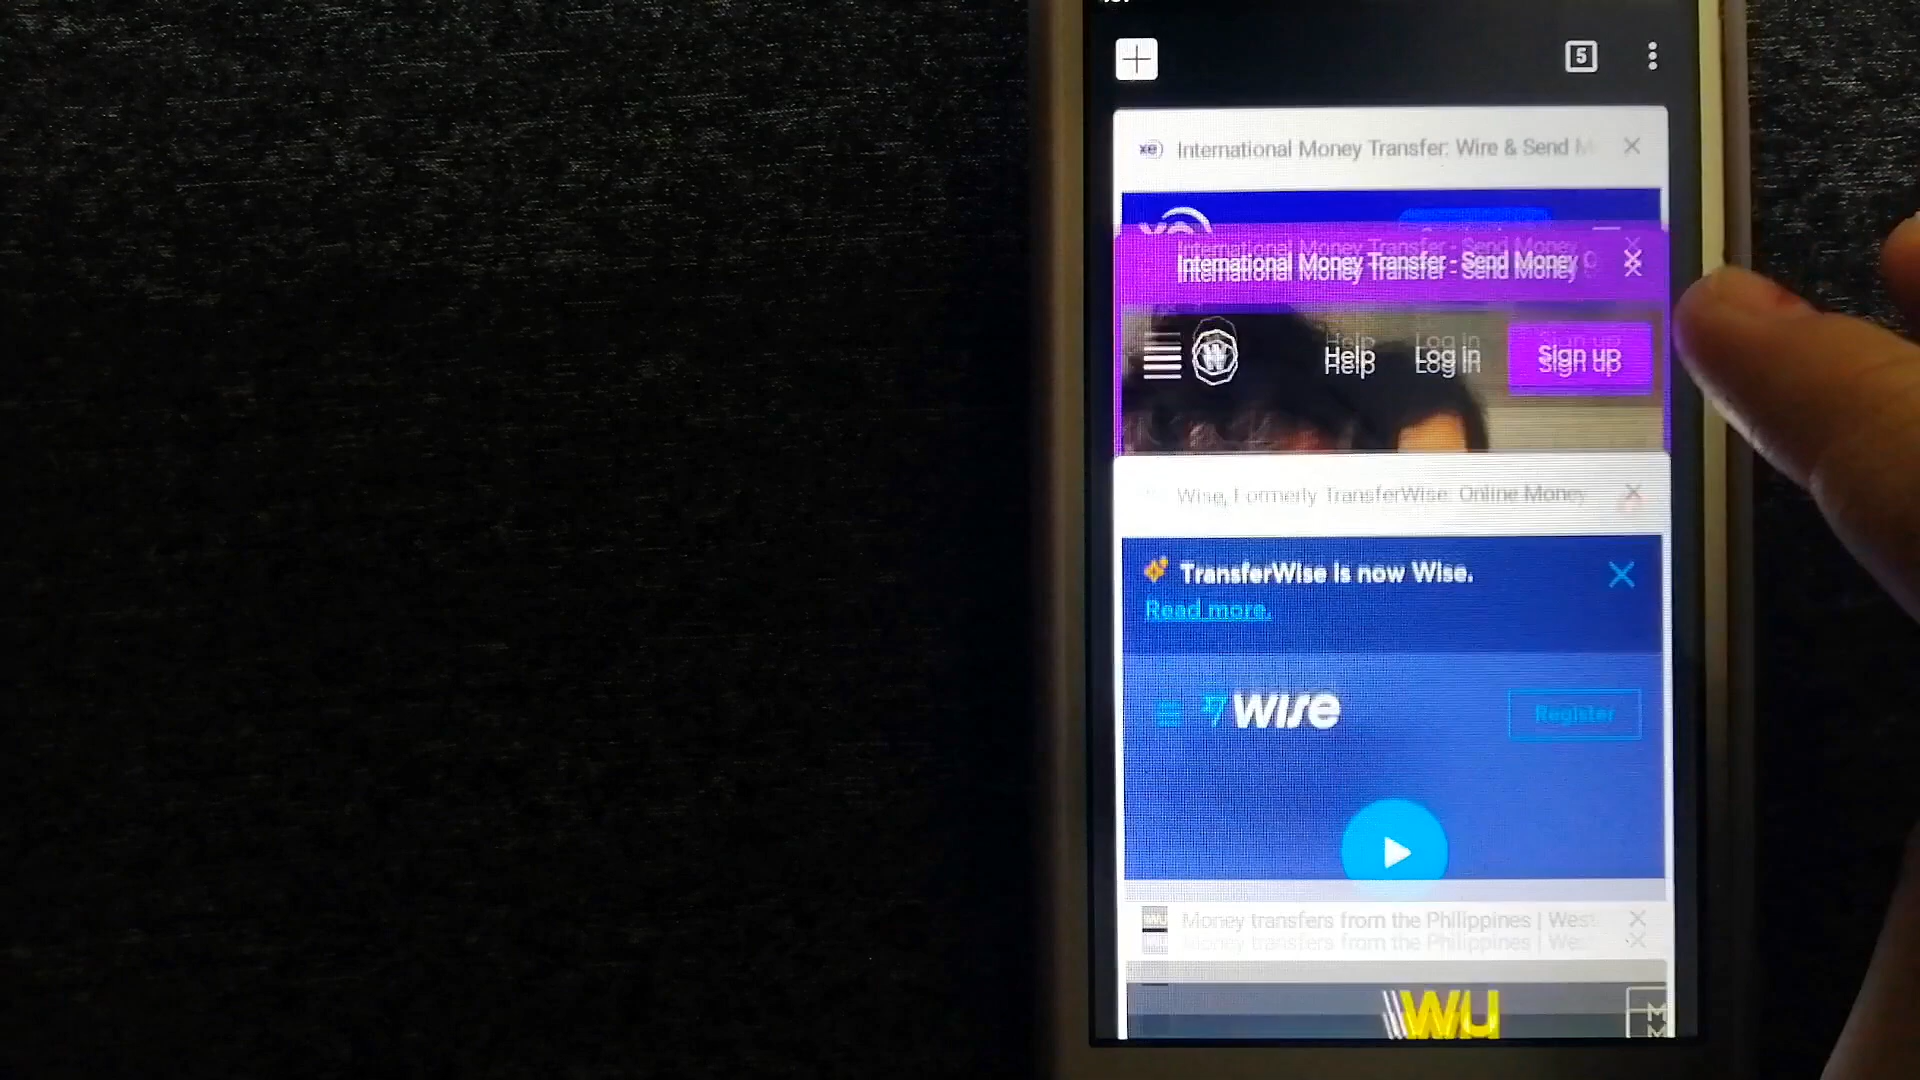 5
xe International Money Transfer: Wire & Send M
International Money Transfer - Send Money
Help Log in Sign up
Wise, Formerly TransferWise: Online Money
TransferWise is now Wise.
Read more.
wise Register
Money transfers from the Philippines | West
WU